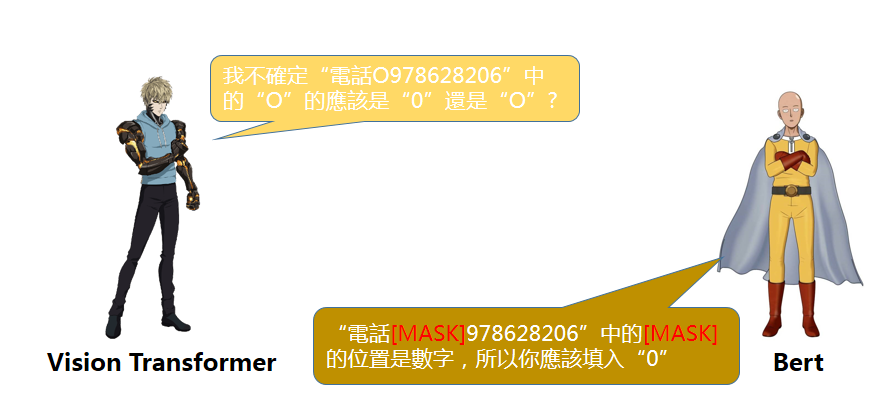 我不確定“電話O978628206”中
的“O”的應該是“0”還是“O”?
“電話[MASK]978628206”中的[MASK]
的位置是數字，所以你應該填入“0”
Vision Transformer
Bert